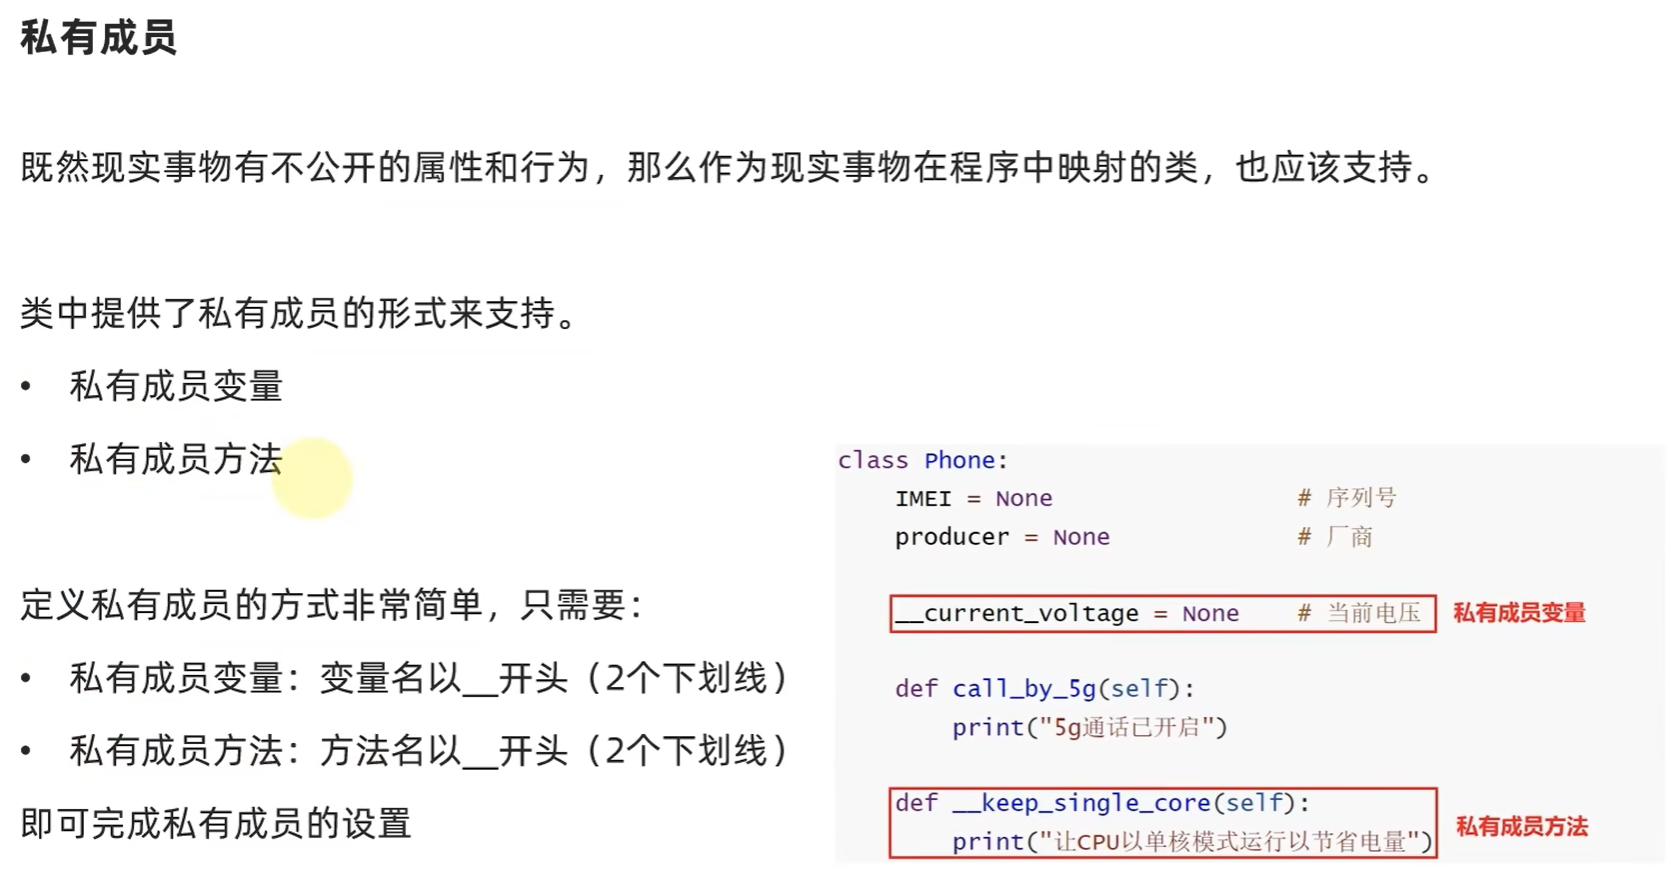 私有成员
既然现实事物有不公开的属性和行为，那么作为现实事物在程序中映射的类，也应该支持。
类中提供了私有成员的形式来支持。
• 私有成员变量
• 私有成员方法
定义私有成员的方式非常简单，只需要：
• 私有成员变量：变量名以__开头（2个下划线）
• 私有成员方法：方法名以__开头（2个下划线）
即可完成私有成员的设置
class Phone:
    IMEI = None                 # 序列号
    producer = None             # 厂商
    __current_voltage = None    # 当前电压 私有成员变量
    def call_by_5g(self):
        print("5g通话已开启")
    def __keep_single_core(self):
        print("让CPU以单核模式运行以节省电量")
私有成员方法